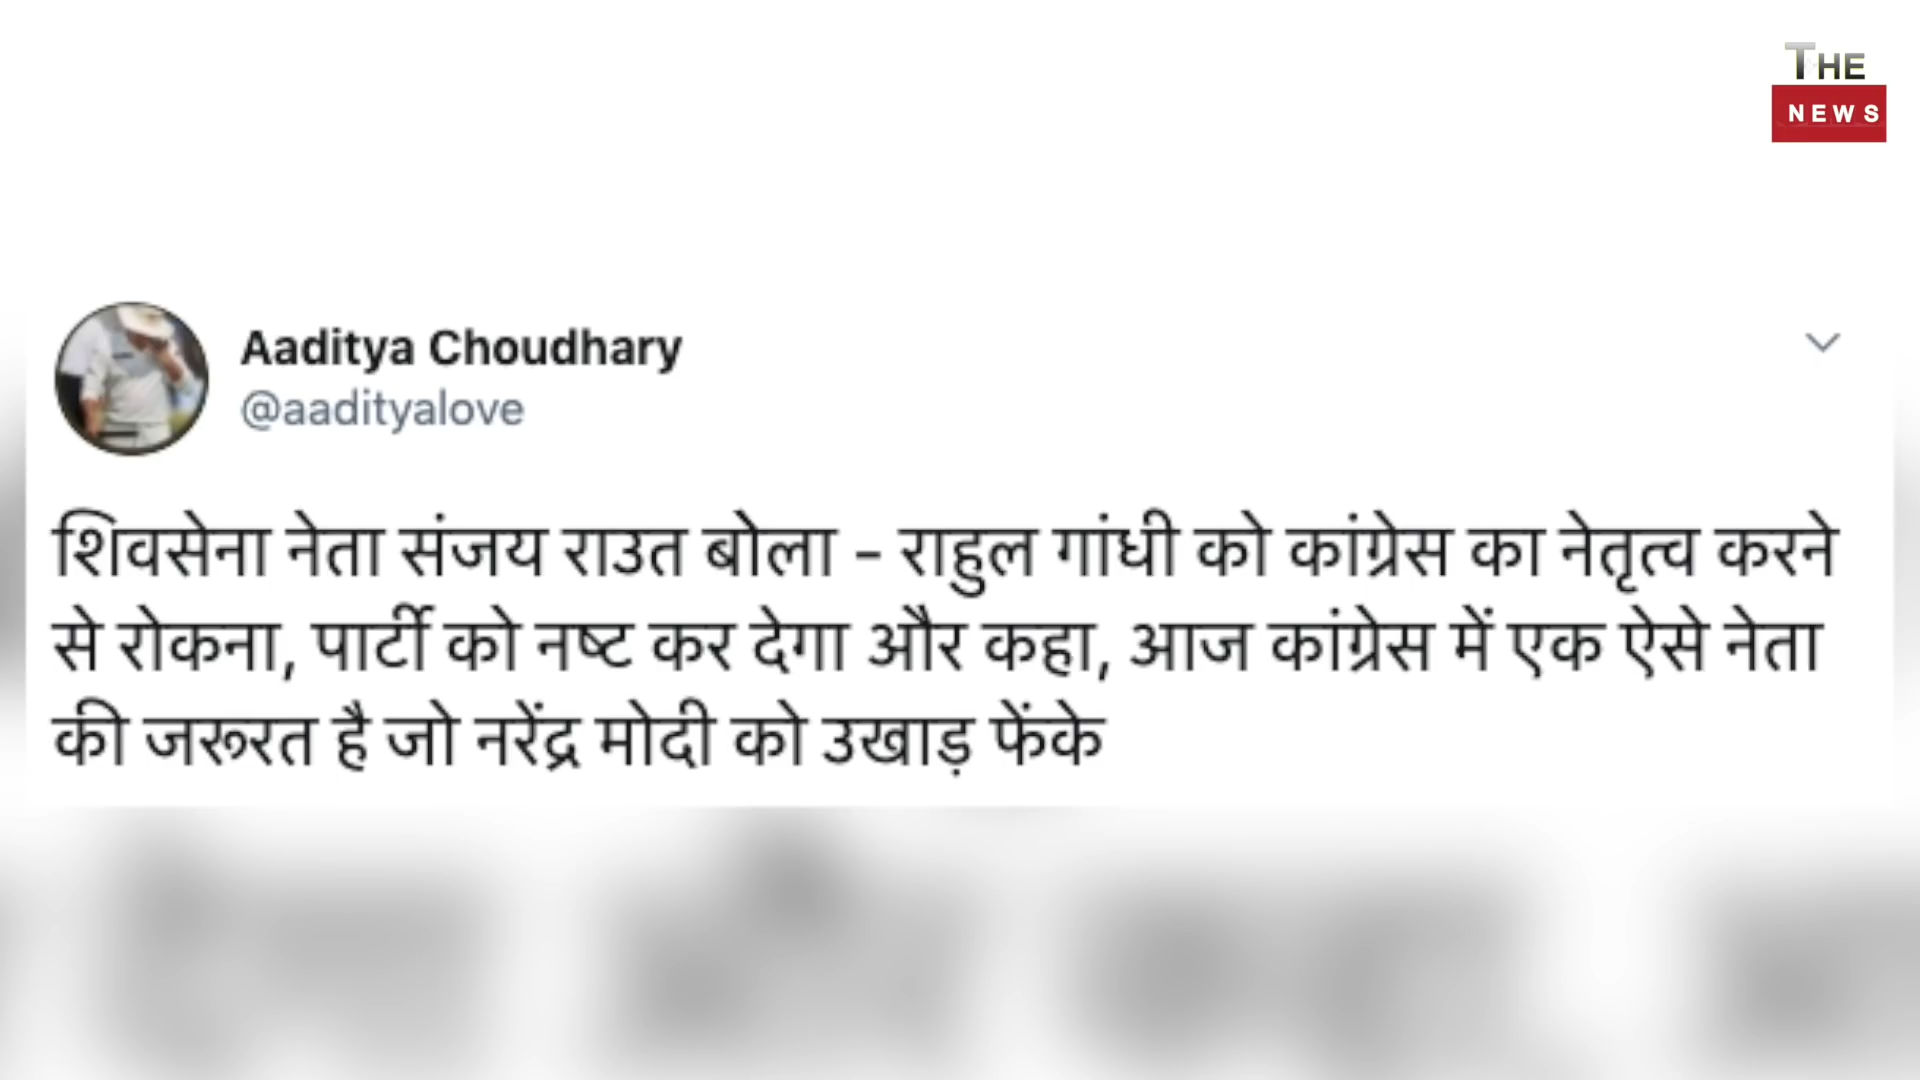 THE
NEWS
Aaditya Choudhary
@aadityalove
शिवसेना नेता संजय राउत बोला - राहुल गांधी को कांग्रेस का नेतृत्व करने
से रोकना, पार्टी को नष्ट कर देगा और कहा, आज कांग्रेस में एक ऐसे नेता
की जरूरत है जो नरेंद्र मोदी को उखाड़ फेंके